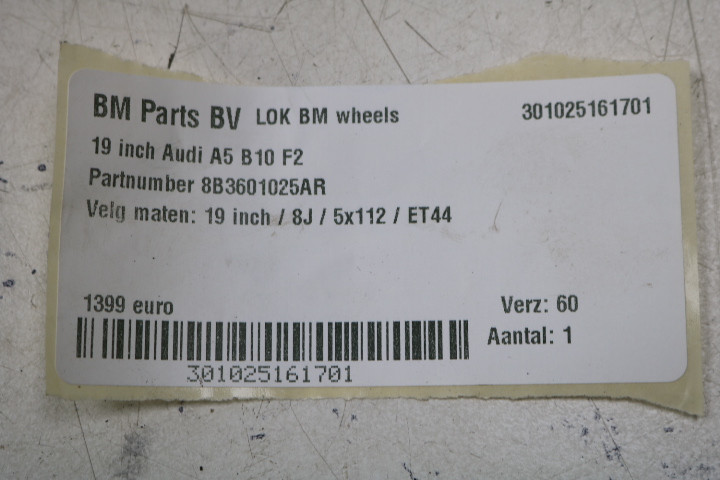 BM Parts BV LOK BM wheels 301025161701
19 inch Audi A5 B10 F2
Partnumber 8B3601025AR
Velg maten: 19 inch / 8J / 5x112 / ET44
1399 euro Verz: 60
Aantal: 1
301025161701